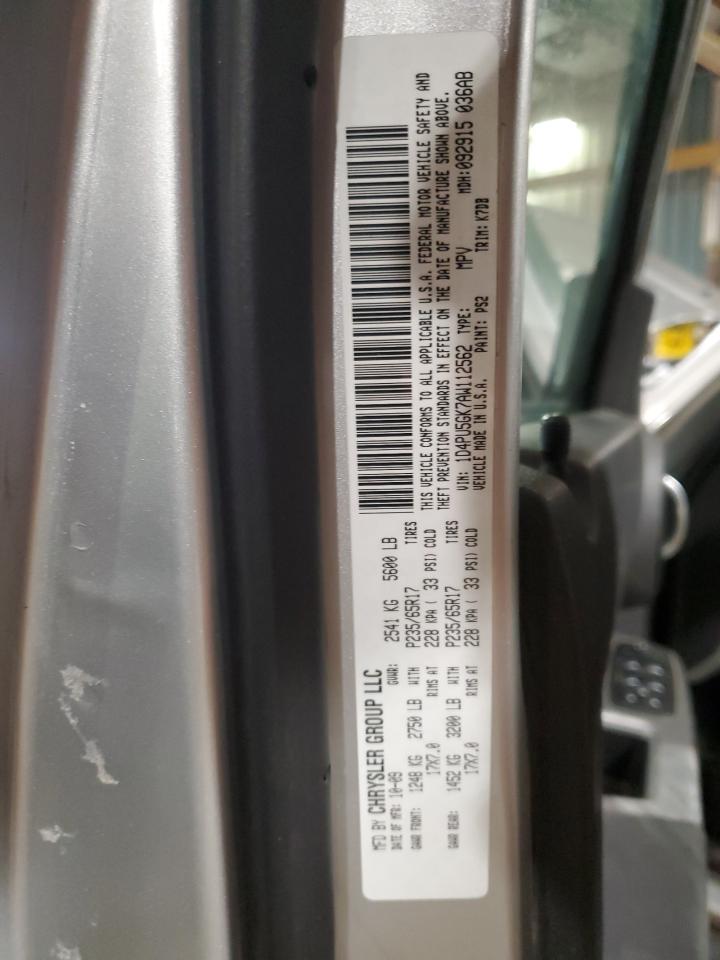 MFD BY CHRYSLER GROUP LLC
DATE OF MFR: 10-09 GVWR: 2541 KG 5600 LB
GAWR FRONT: 1248 KG 2750 LB WITH P235/65R17 TIRES
17X7.0 RIMS AT 228 KPA ( 33 PSI) COLD
GAWR REAR: 1452 KG 3200 LB WITH P235/65R17 TIRES
17X7.0 RIMS AT 228 KPA ( 33 PSI) COLD
THIS VEHICLE CONFORMS TO ALL APPLICABLE U.S.A. FEDERAL MOTOR VEHICLE SAFETY AND
THEFT PREVENTION STANDARDS IN EFFECT ON THE DATE OF MANUFACTURE SHOWN ABOVE.
VIN: 1D4PU5GK7AW112562 TYPE: MPV MDH:092915 036AB
VEHICLE MADE IN U.S.A. PAINT: PS2 TRIM: K7DB